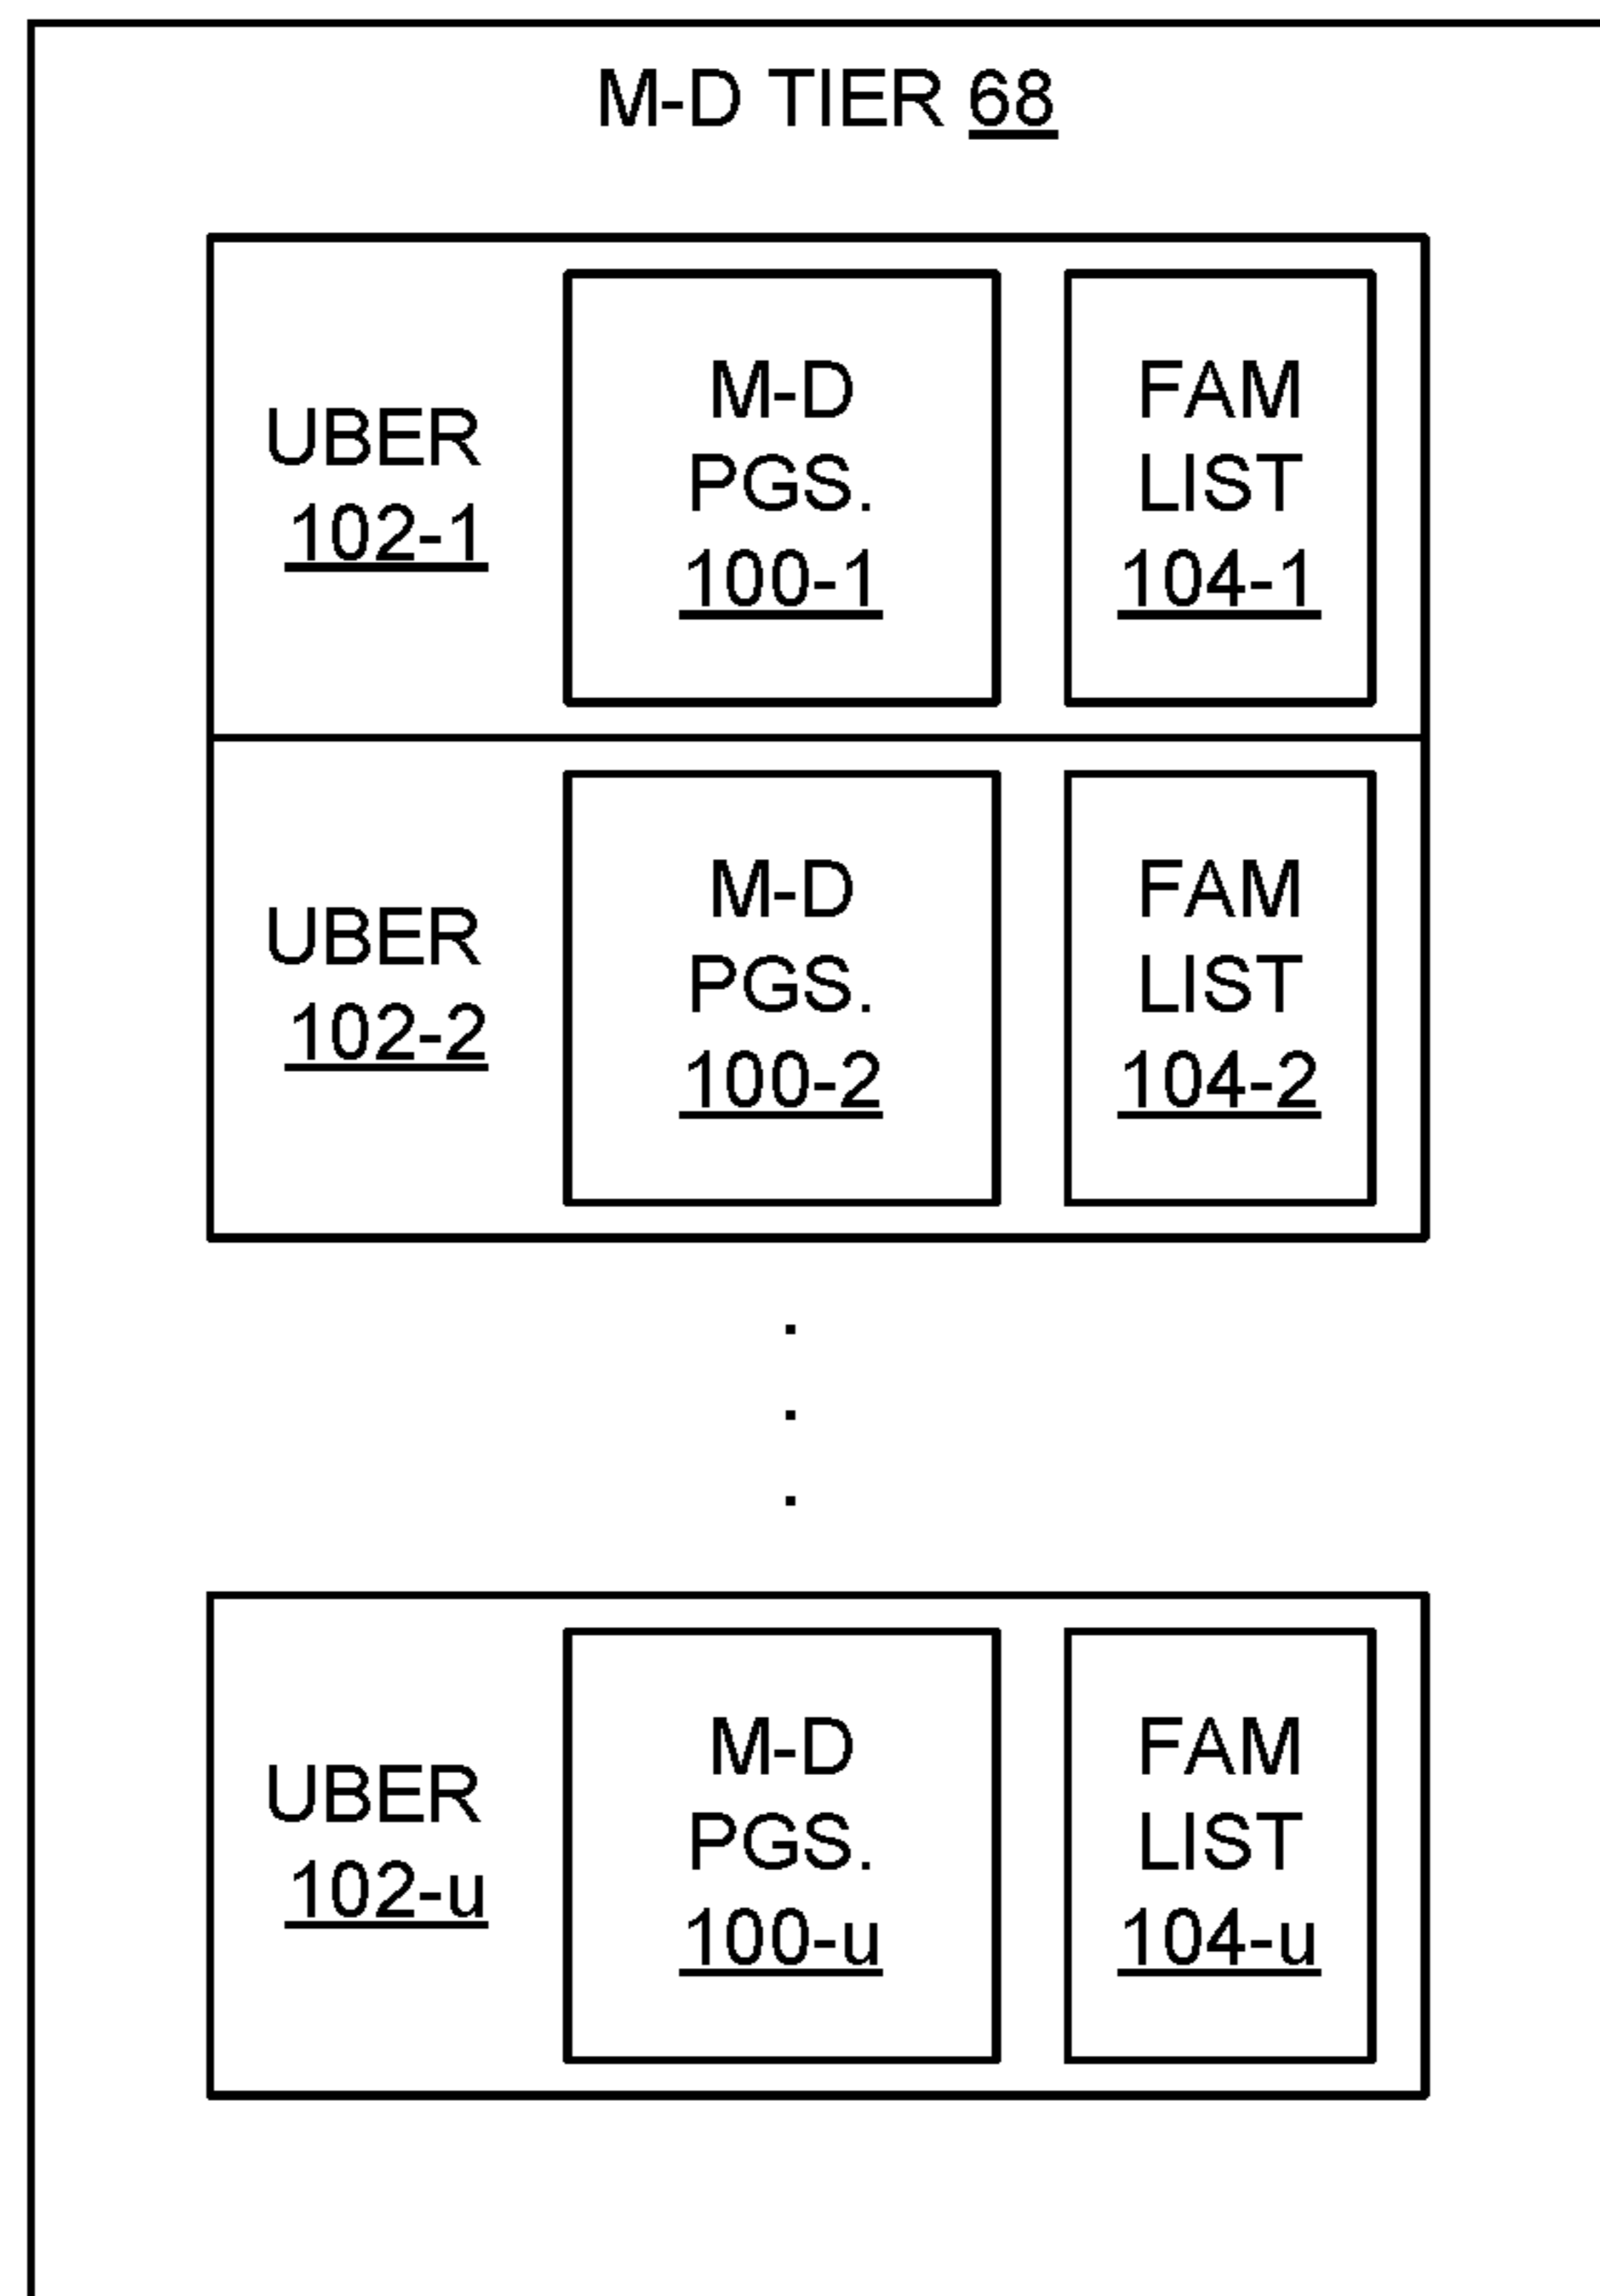 M-D TIER 68
UBER
102-1
M-D
PGS.
100-1
FAM
LIST
104-1
UBER
102-2
M-D
PGS.
100-2
FAM
LIST
104-2
.
.
.
UBER
102-u
M-D
PGS.
100-u
FAM
LIST
104-u